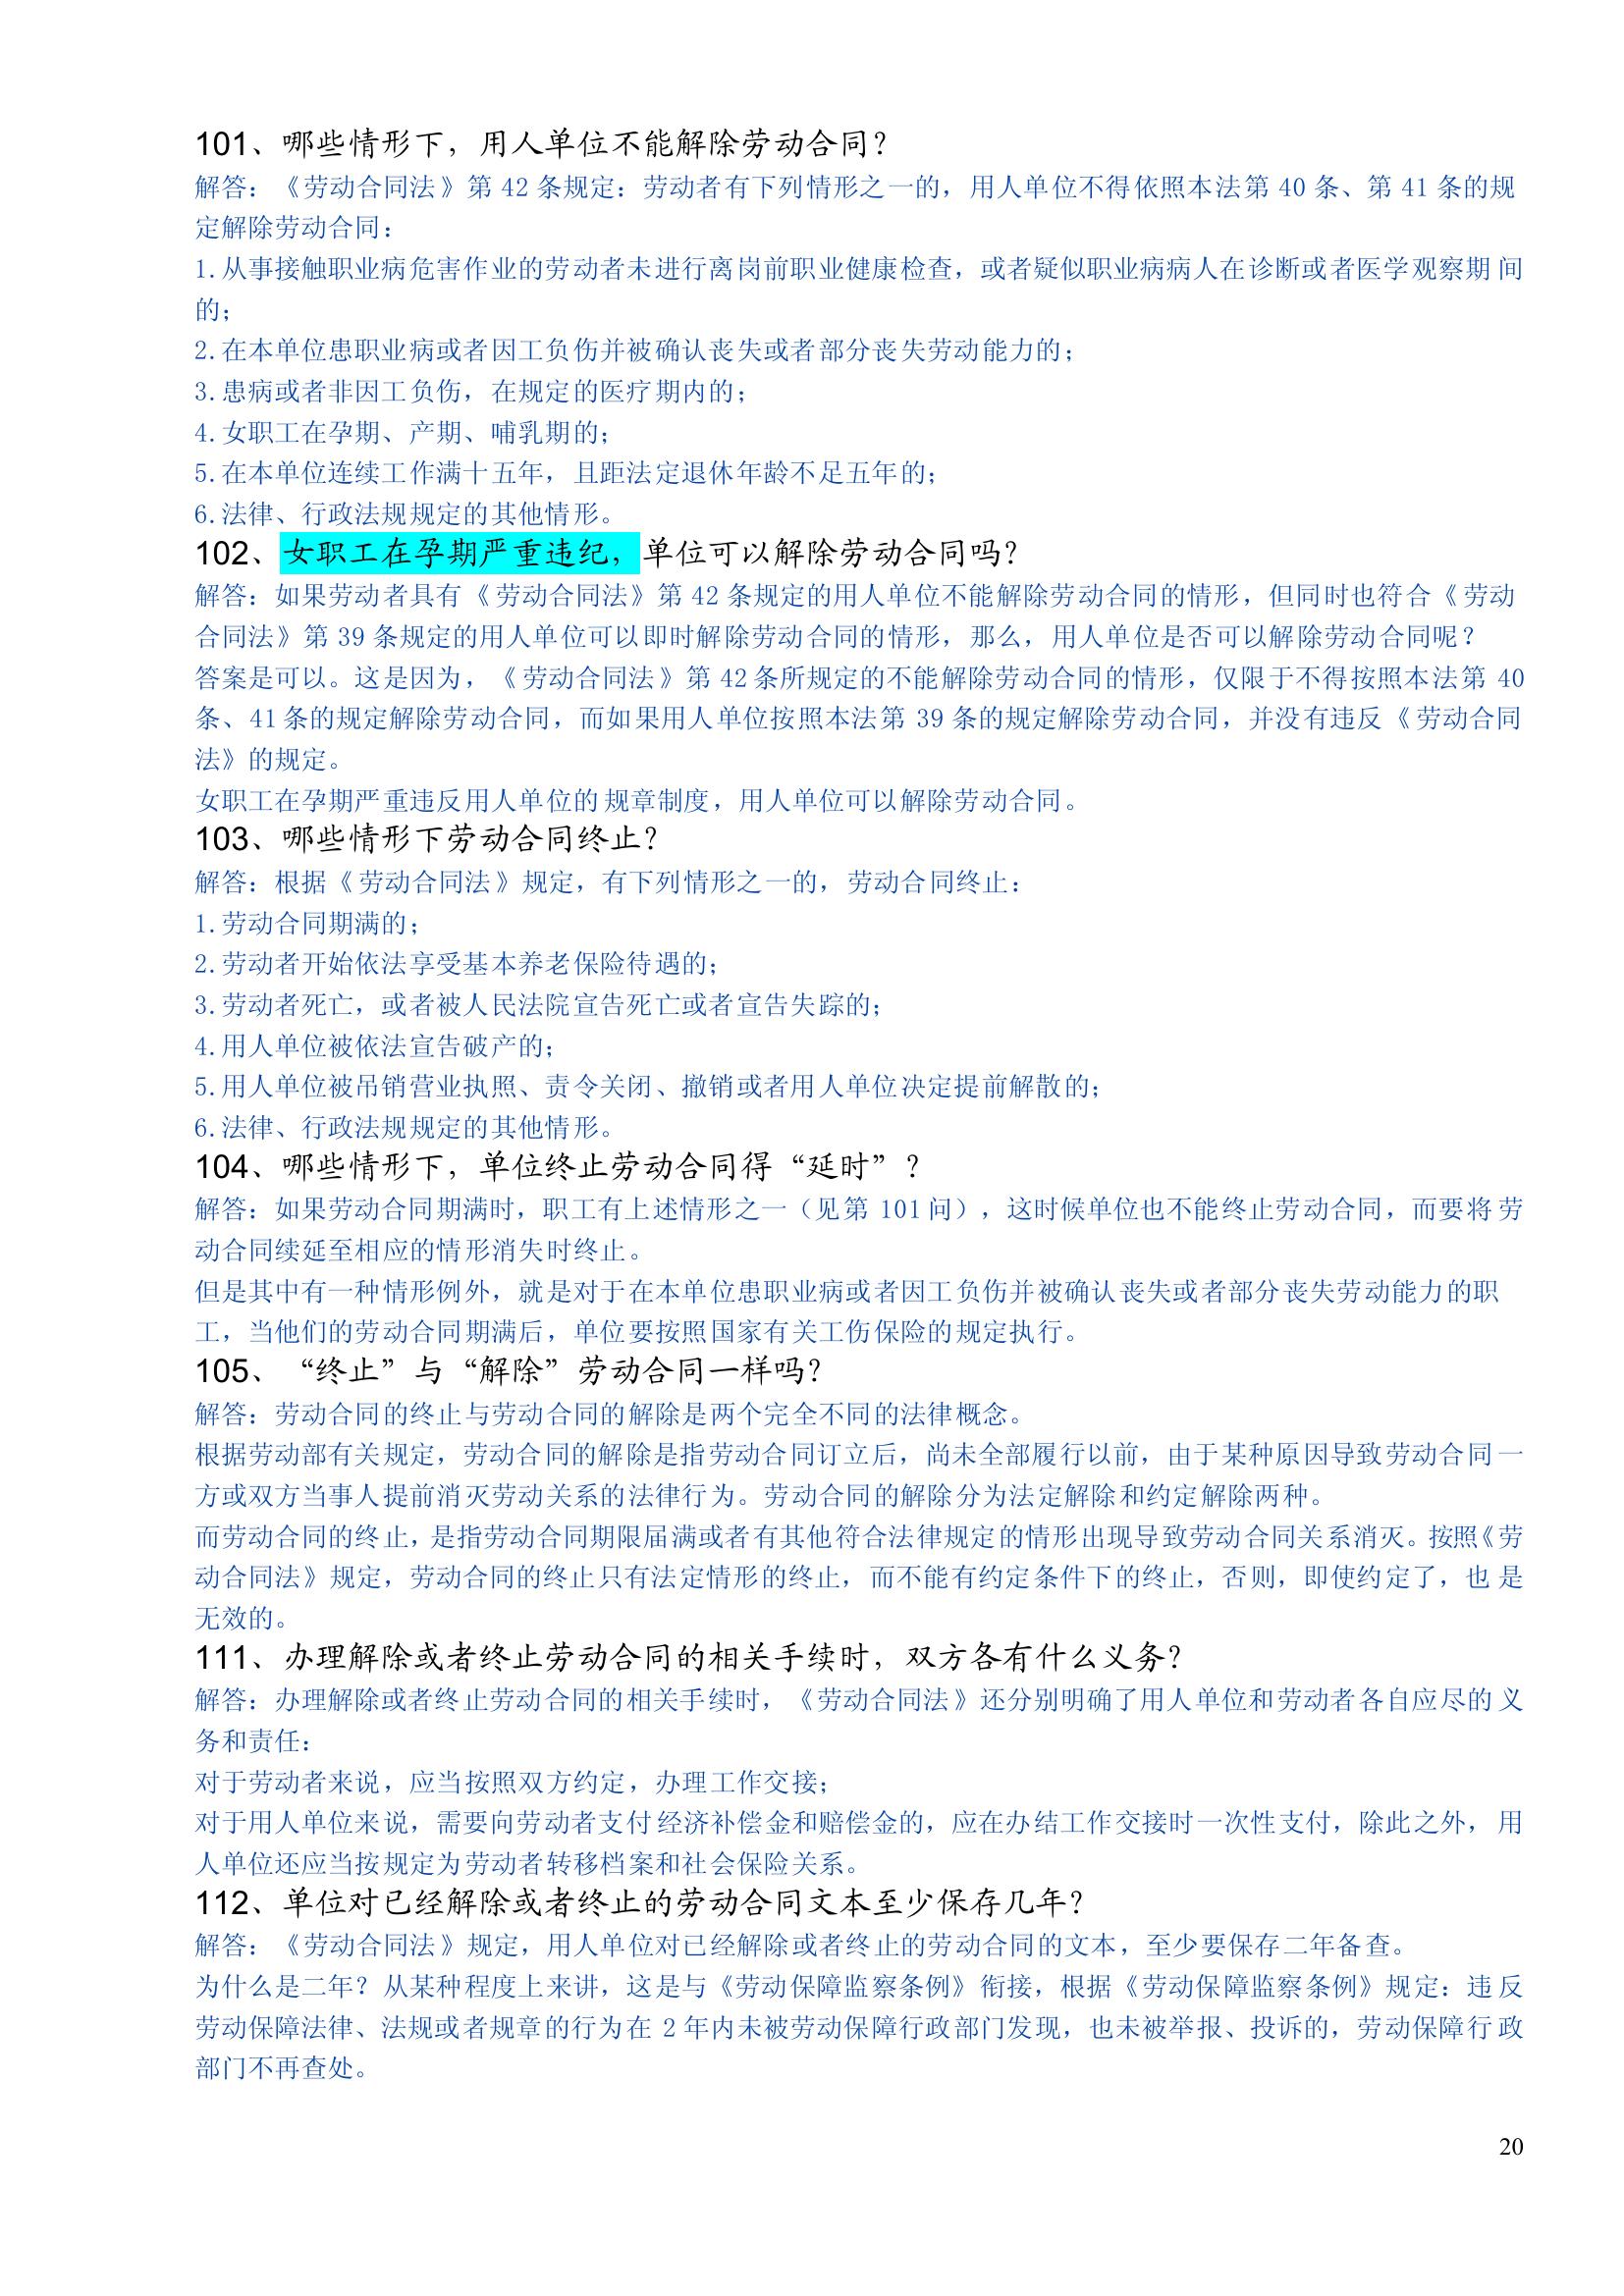 101、哪些情形下，用人单位不能解除劳动合同？
解答：《劳动合同法》第 42 条规定：劳动者有下列情形之一的，用人单位不得依照本法第 40 条、第 41 条的规
定解除劳动合同：
1.从事接触职业病危害作业的劳动者未进行离岗前职业健康检查，或者疑似职业病病人在诊断或者医学观察期间
的；
2.在本单位患职业病或者因工负伤并被确认丧失或者部分丧失劳动能力的；
3.患病或者非因工负伤，在规定的医疗期内的；
4.女职工在孕期、产期、哺乳期的；
5.在本单位连续工作满十五年，且距法定退休年龄不足五年的；
6.法律、行政法规规定的其他情形。
102、女职工在孕期严重违纪，单位可以解除劳动合同吗？
解答：如果劳动者具有《劳动合同法》第 42 条规定的用人单位不能解除劳动合同的情形，但同时也符合《劳动
合同法》第 39 条规定的用人单位可以即时解除劳动合同的情形，那么，用人单位是否可以解除劳动合同呢？
答案是可以。这是因为，《劳动合同法》第 42 条所规定的不能解除劳动合同的情形，仅限于不得按照本法第 40
条、41 条的规定解除劳动合同，而如果用人单位按照本法第 39 条的规定解除劳动合同，并没有违反《劳动合同
法》的规定。
女职工在孕期严重违反用人单位的规章制度，用人单位可以解除劳动合同。
103、哪些情形下劳动合同终止？
解答：根据《劳动合同法》规定，有下列情形之一的，劳动合同终止：
1.劳动合同期满的；
2.劳动者开始依法享受基本养老保险待遇的；
3.劳动者死亡，或者被人民法院宣告死亡或者宣告失踪的；
4.用人单位被依法宣告破产的；
5.用人单位被吊销营业执照、责令关闭、撤销或者用人单位决定提前解散的；
6.法律、行政法规规定的其他情形。
104、哪些情形下，单位终止劳动合同得“延时”？
解答：如果劳动合同期满时，职工有上述情形之一（见第 101 问），这时候单位也不能终止劳动合同，而要将劳
动合同续延至相应的情形消失时终止。
但是其中有一种情形例外，就是对于在本单位患职业病或者因工负伤并被确认丧失或者部分丧失劳动能力的职
工，当他们的劳动合同期满后，单位要按照国家有关工伤保险的规定执行。
105、“终止”与“解除”劳动合同一样吗？
解答：劳动合同的终止与劳动合同的解除是两个完全不同的法律概念。
根据劳动部有关规定，劳动合同的解除是指劳动合同订立后，尚未全部履行以前，由于某种原因导致劳动合同一
方或双方当事人提前消灭劳动关系的法律行为。劳动合同的解除分为法定解除和约定解除两种。
而劳动合同的终止，是指劳动合同期限届满或者有其他符合法律规定的情形出现导致劳动合同关系消灭。按照《劳
动合同法》规定，劳动合同的终止只有法定情形的终止，而不能有约定条件下的终止，否则，即使约定了，也是
无效的。
111、办理解除或者终止劳动合同的相关手续时，双方各有什么义务？
解答：办理解除或者终止劳动合同的相关手续时，《劳动合同法》还分别明确了用人单位和劳动者各自应尽的义
务和责任：
对于劳动者来说，应当按照双方约定，办理工作交接；
对于用人单位来说，需要向劳动者支付经济补偿金和赔偿金的，应在办结工作交接时一次性支付，除此之外，用
人单位还应当按规定为劳动者转移档案和社会保险关系。
112、单位对已经解除或者终止的劳动合同文本至少保存几年？
解答：《劳动合同法》规定，用人单位对已经解除或者终止的劳动合同的文本，至少要保存二年备查。
为什么是二年？从某种程度上来讲，这是与《劳动保障监察条例》衔接，根据《劳动保障监察条例》规定：违反
劳动保障法律、法规或者规章的行为在 2 年内未被劳动保障行政部门发现，也未被举报、投诉的，劳动保障行政
部门不再查处。
20